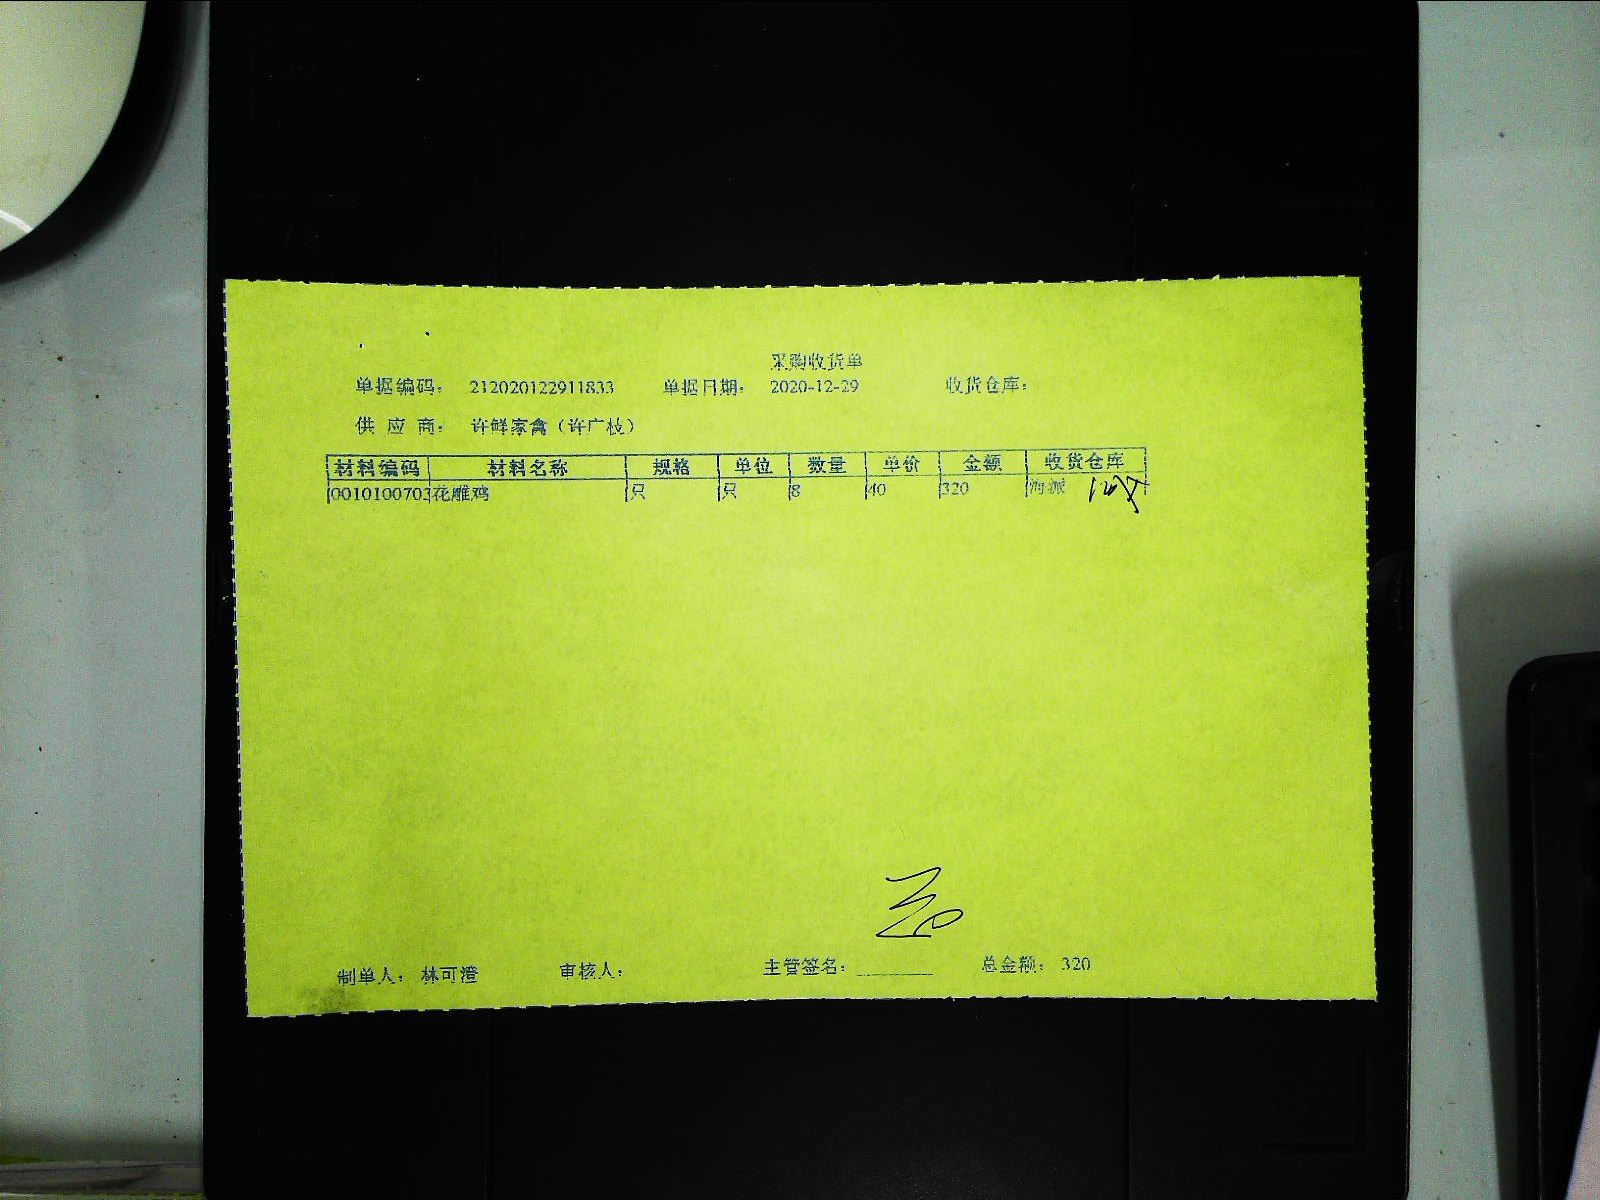 采购收货单
单据编码： 212020122911833 单据日期： 2020-12-29 收货仓库：
供应商： 许鲜家禽（许广枝）
材料编码 材料名称 规格 单位 数量 单价 金额 收货仓库
0010100703 花雕鸡 只 只 8 40 320 海派
制单人： 林可澄 审核人： 主管签名： 总金额： 320